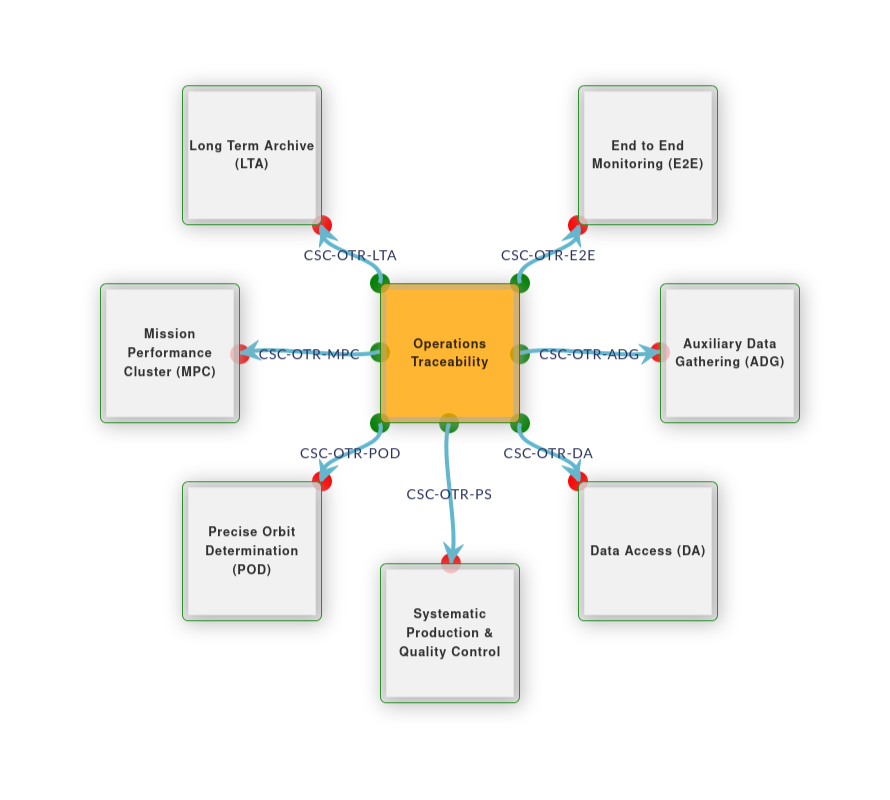 Long Term Archive
(LTA)
End to End
Monitoring (E2E)
CSC-OTR-LTA
CSC-OTR-E2E
Mission
Performance
Cluster (MPC)
CSC-OTR-MPC
Operations
Traceability
CSC-OTR-ADG
Auxiliary Data
Gathering (ADG)
CSC-OTR-POD
CSC-OTR-DA
CSC-OTR-PS
Precise Orbit
Determination
(POD)
Data Access (DA)
Systematic
Production &
Quality Control